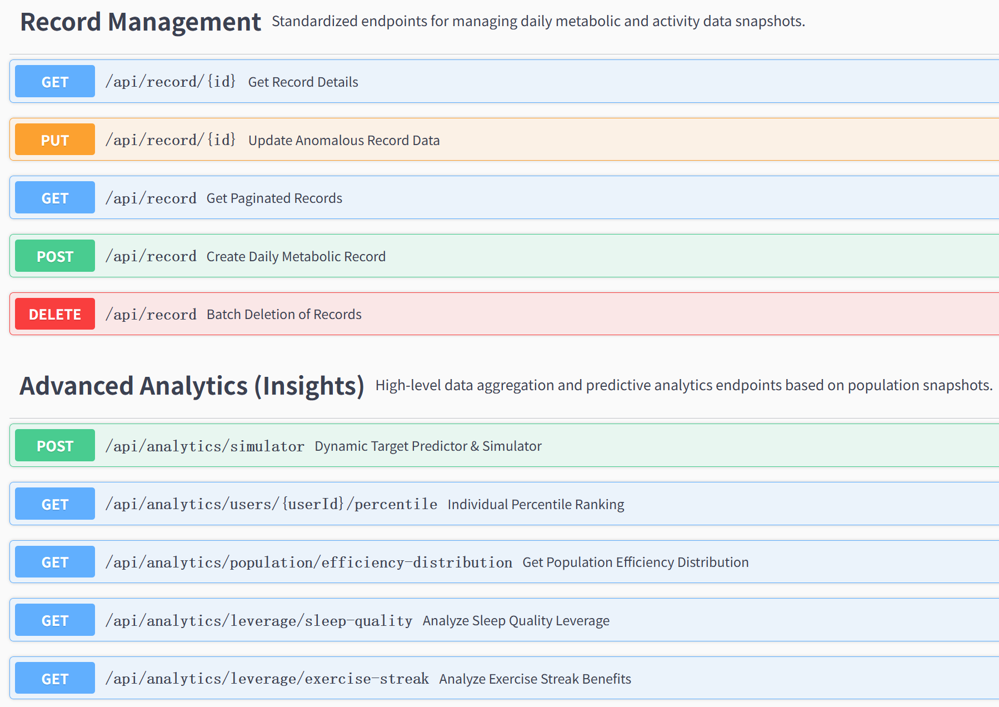 Record Management Standardized endpoints for managing daily metabolic and activity data snapshots.
GET /api/record/{id} Get Record Details
PUT /api/record/{id} Update Anomalous Record Data
GET /api/record Get Paginated Records
POST /api/record Create Daily Metabolic Record
DELETE /api/record Batch Deletion of Records
Advanced Analytics (Insights) High-level data aggregation and predictive analytics endpoints based on population snapshots.
POST /api/analytics/simulator Dynamic Target Predictor & Simulator
GET /api/analytics/users/{userId}/percentile Individual Percentile Ranking
GET /api/analytics/population/efficiency-distribution Get Population Efficiency Distribution
GET /api/analytics/leverage/sleep-quality Analyze Sleep Quality Leverage
GET /api/analytics/leverage/exercise-streak Analyze Exercise Streak Benefits